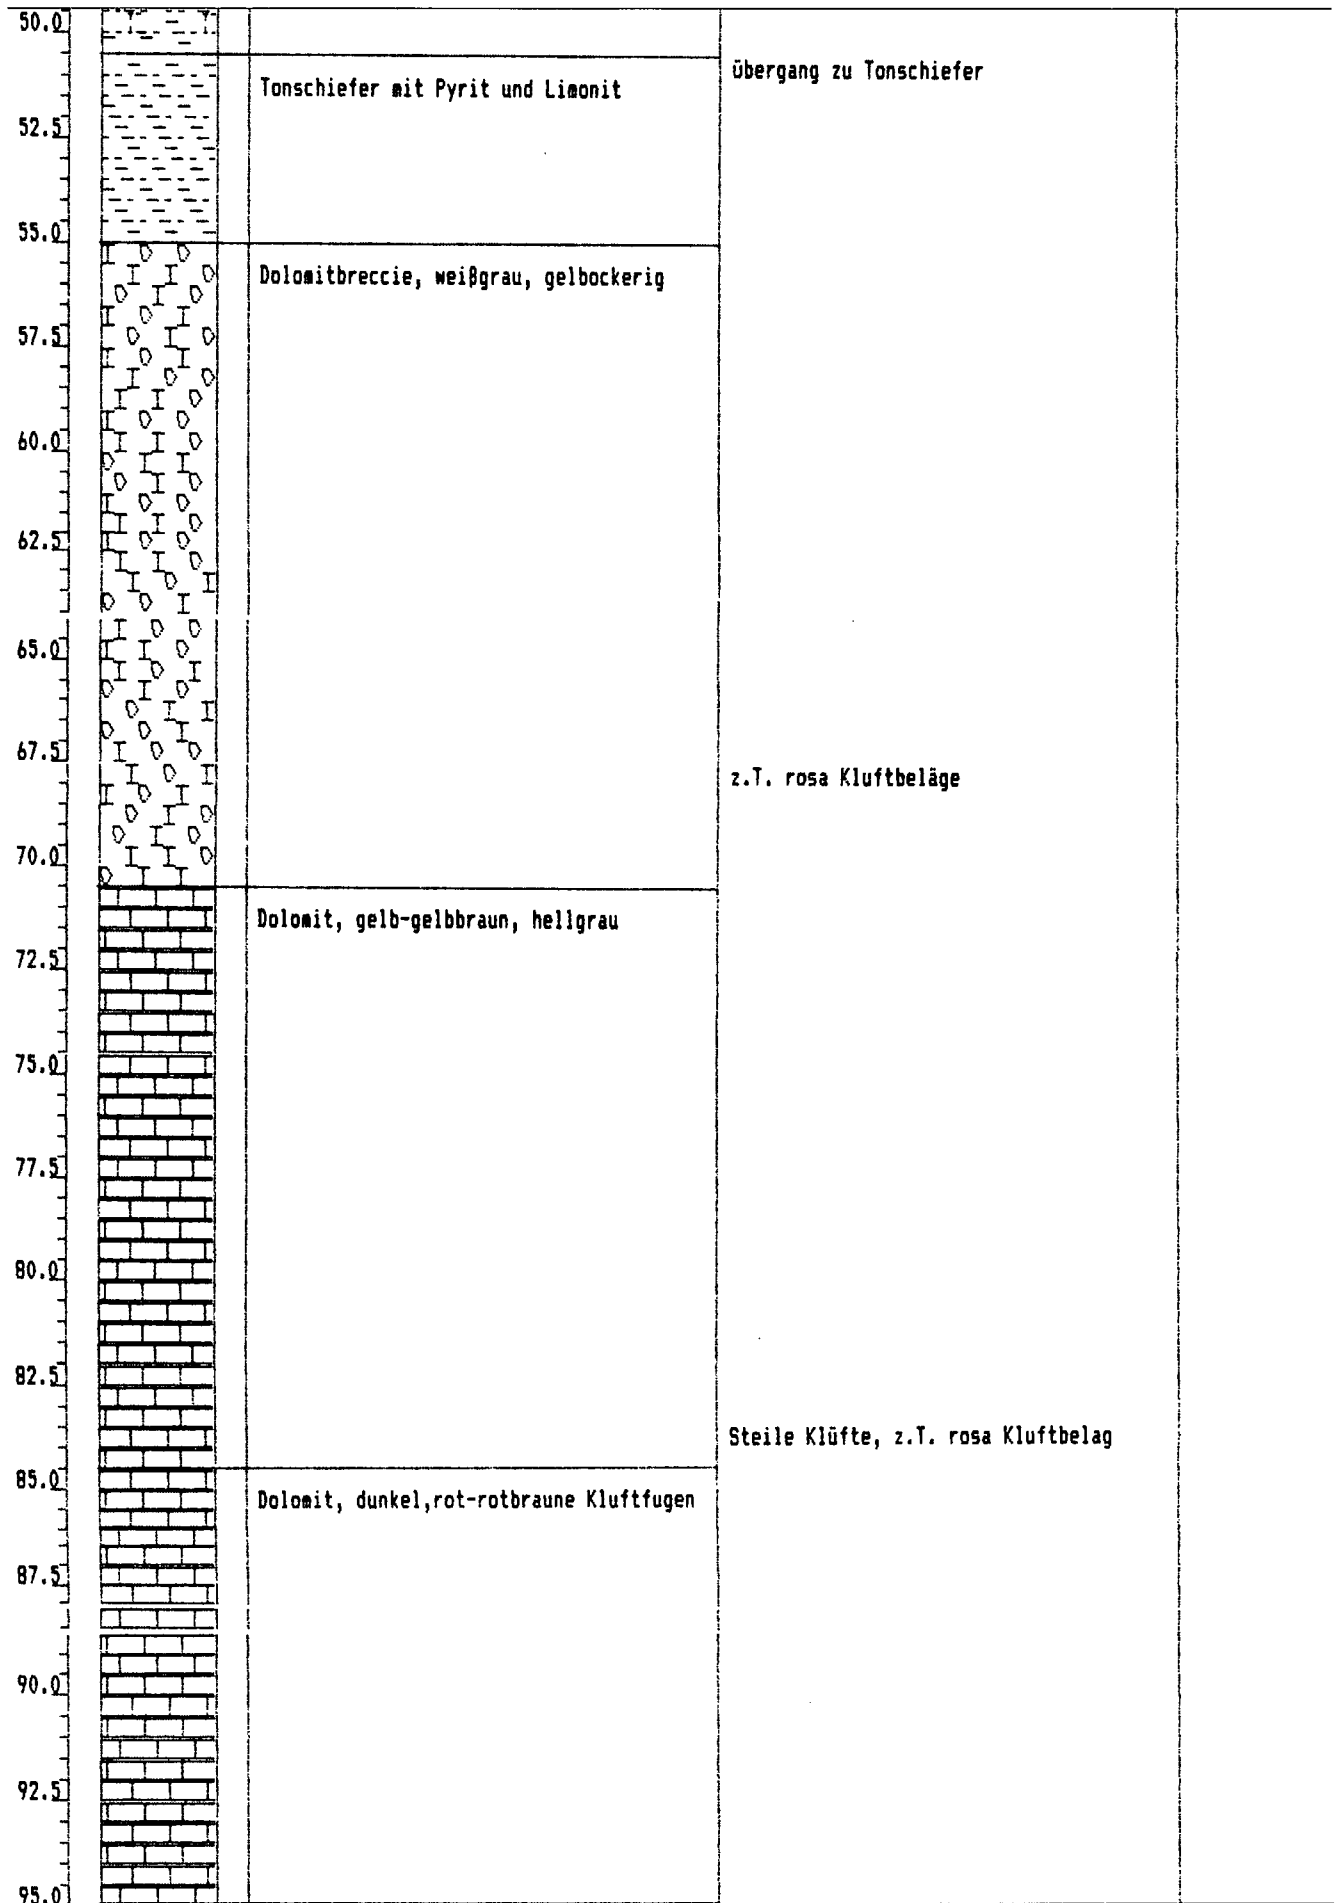 50.0
übergang zu Tonschiefer
Tonschiefer mit Pyrit und Limonit
52.5
55.0
Dolomitbreccie, weißgrau, gelbockerig
57.5
60.0
62.5
65.0
67.5
z.T. rosa Kluftbeläge
70.0
Dolomit, gelb-gelbbraun, hellgrau
72.5
75.0
77.5
80.0
82.5
Steile Klüfte, z.T. rosa Kluftbelag
85.0
Dolomit, dunkel,rot-rotbraune Kluftfugen
87.5
90.0
92.5
95.0